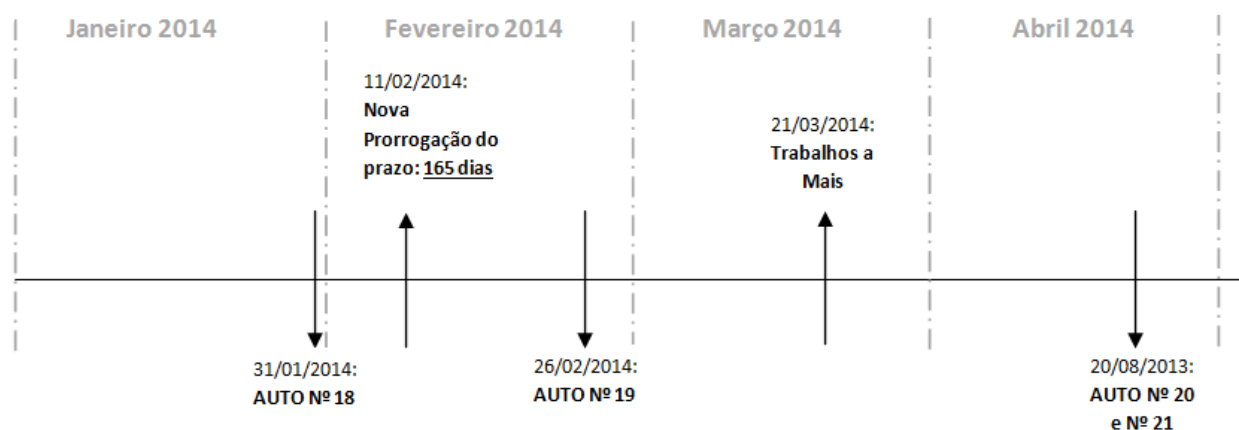 Janeiro 2014
Fevereiro 2014
Março 2014
Abril 2014
11/02/2014:
Nova
Prorrogação do
prazo: 165 dias
21/03/2014:
Trabalhos a
Mais
31/01/2014:
AUTO Nº 18
26/02/2014:
AUTO Nº 19
20/08/2013:
AUTO Nº 20
e Nº 21